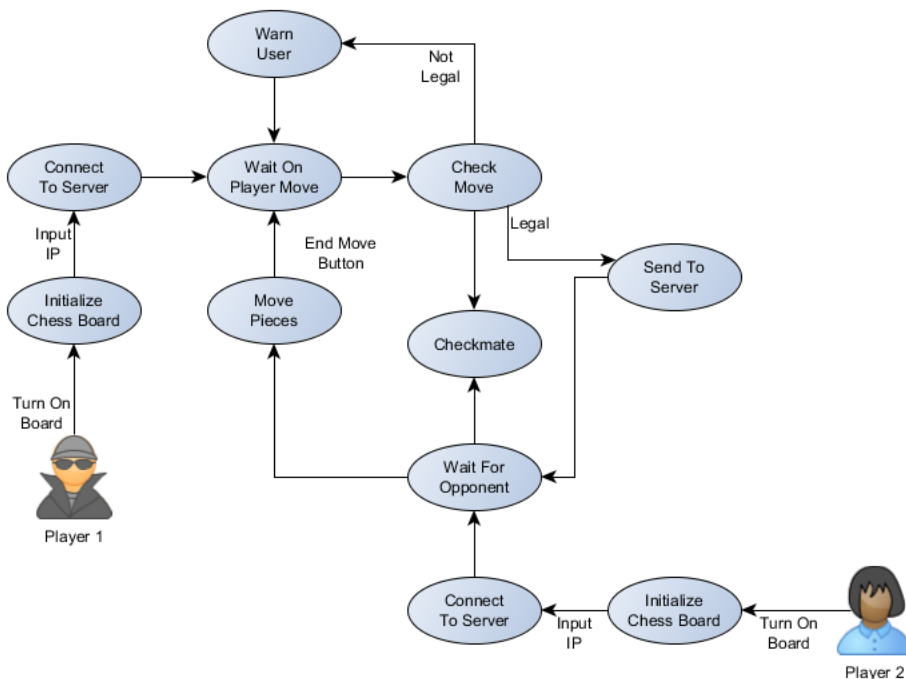 Warn
User
Not
Legal
Connect
To Server
Wait On
Player Move
Check
Move
Input
IP
End Move
Button
Legal
Send To
Server
Initialize
Chess Board
Move
Pieces
Checkmate
Turn On
Board
Player 1
Wait For
Opponent
Connect
To Server
Input
IP
Initialize
Chess Board
Turn On
Board
Player 2